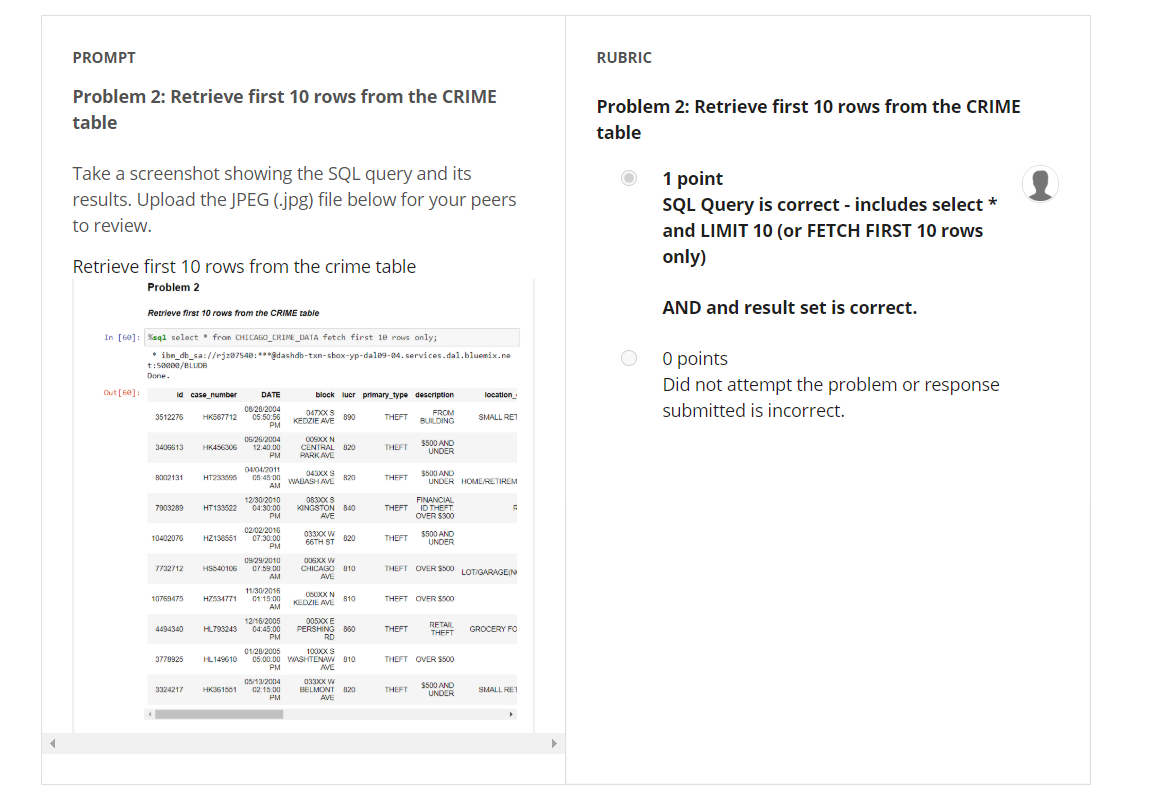 PROMPT
Problem 2: Retrieve first 10 rows from the CRIME
table
Take a screenshot showing the SQL query and its
results. Upload the JPEG (.jpg) file below for your peers
to review.
Retrieve first 10 rows from the crime table
Problem 2
Retrieve first 10 rows from the CRIME table
In [60]: %sql select * from CHICAGO_CRIME_DATA fetch first 10 rows only;
* ibm_db_sa://rjz07540:***@dashdb-txn-sbox-yp-dal09-04.services.dal.bluemix.ne
t:50000/BLUDB
Done.
Out[60]:
id case_number DATE block iucr primary_type description location_
3512276 HK587712 08/28/2004 05:50:56 PM 047XX S KEDZIE AVE 890 THEFT FROM BUILDING SMALL RET
3406613 HK456306 06/26/2004 12:40:00 PM 009XX N CENTRAL PARK AVE 820 THEFT $500 AND UNDER
8002131 HT233595 04/04/2011 05:45:00 AM 043XX S WABASH AVE 820 THEFT $500 AND UNDER HOME/RETIREM
7903289 HT133522 12/30/2010 04:30:00 PM 083XX S KINGSTON AVE 840 THEFT FINANCIAL ID THEFT: OVER $300 R
10402076 HZ138551 02/02/2016 07:30:00 PM 033XX W 66TH ST 820 THEFT $500 AND UNDER
7732712 HS540106 09/29/2010 07:59:00 AM 006XX W CHICAGO AVE 810 THEFT OVER $500 LOT/GARAGE(N
10769475 HZ534771 11/30/2016 01:15:00 AM 050XX N KEDZIE AVE 810 THEFT OVER $500
4494340 HL793243 12/16/2005 04:45:00 PM 005XX E PERSHING RD 860 THEFT RETAIL THEFT GROCERY FO
3778925 HL149610 01/28/2005 05:00:00 PM 100XX S WASHTENAW AVE 810 THEFT OVER $500
3324217 HK361551 05/13/2004 02:15:00 PM 033XX W BELMONT AVE 820 THEFT $500 AND UNDER SMALL RET
RUBRIC
Problem 2: Retrieve first 10 rows from the CRIME
table
1 point
SQL Query is correct - includes select *
and LIMIT 10 (or FETCH FIRST 10 rows
only)
AND and result set is correct.
0 points
Did not attempt the problem or response
submitted is incorrect.